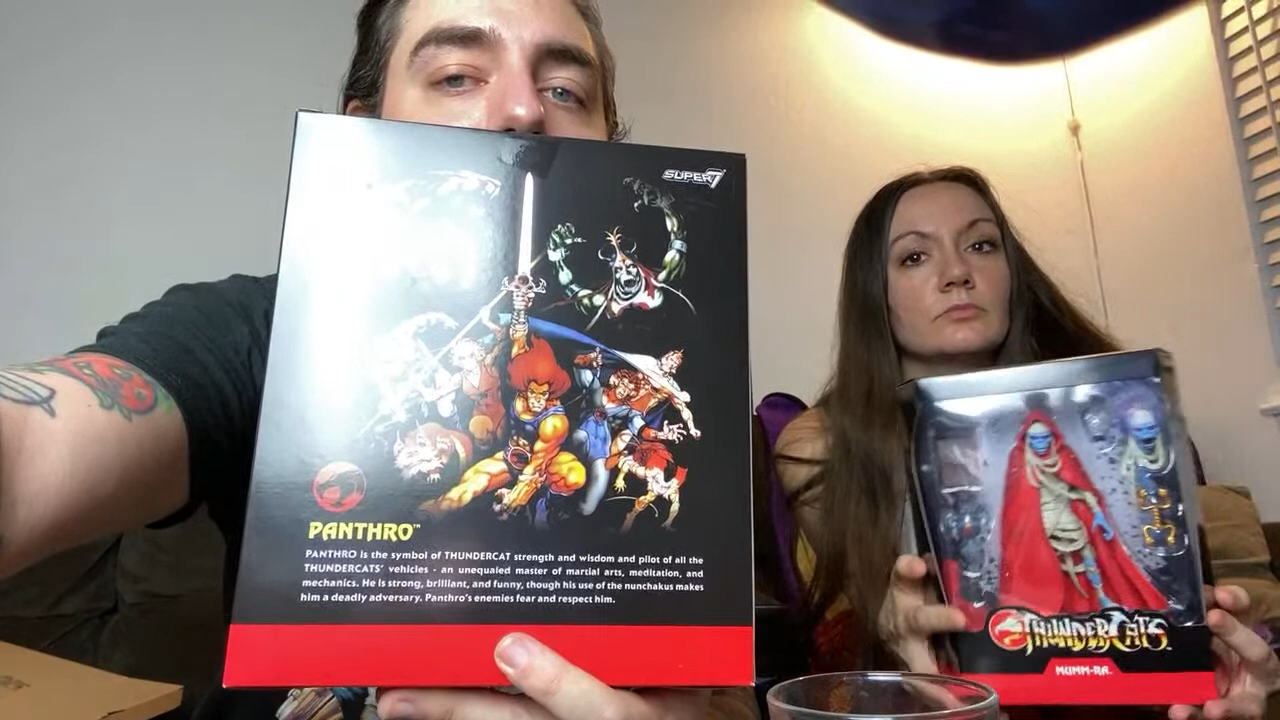 SUPER7
PANTHRO™
PANTHRO is the symbol of THUNDERCAT strength and wisdom and pilot of all the
THUNDERCATS' vehicles - an unequaled master of martial arts, meditation, and
mechanics. He is strong, brilliant, and funny, though his use of the nunchakus makes
him a deadly adversary. Panthro's enemies fear and respect him.
THUNDERCATS
MUMM-RA